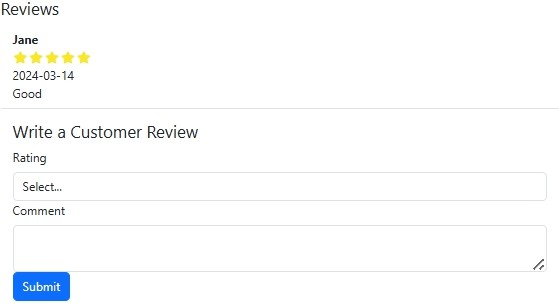 Reviews
Jane
2024-03-14
Good
Write a Customer Review
Rating
Select...
Comment
Submit